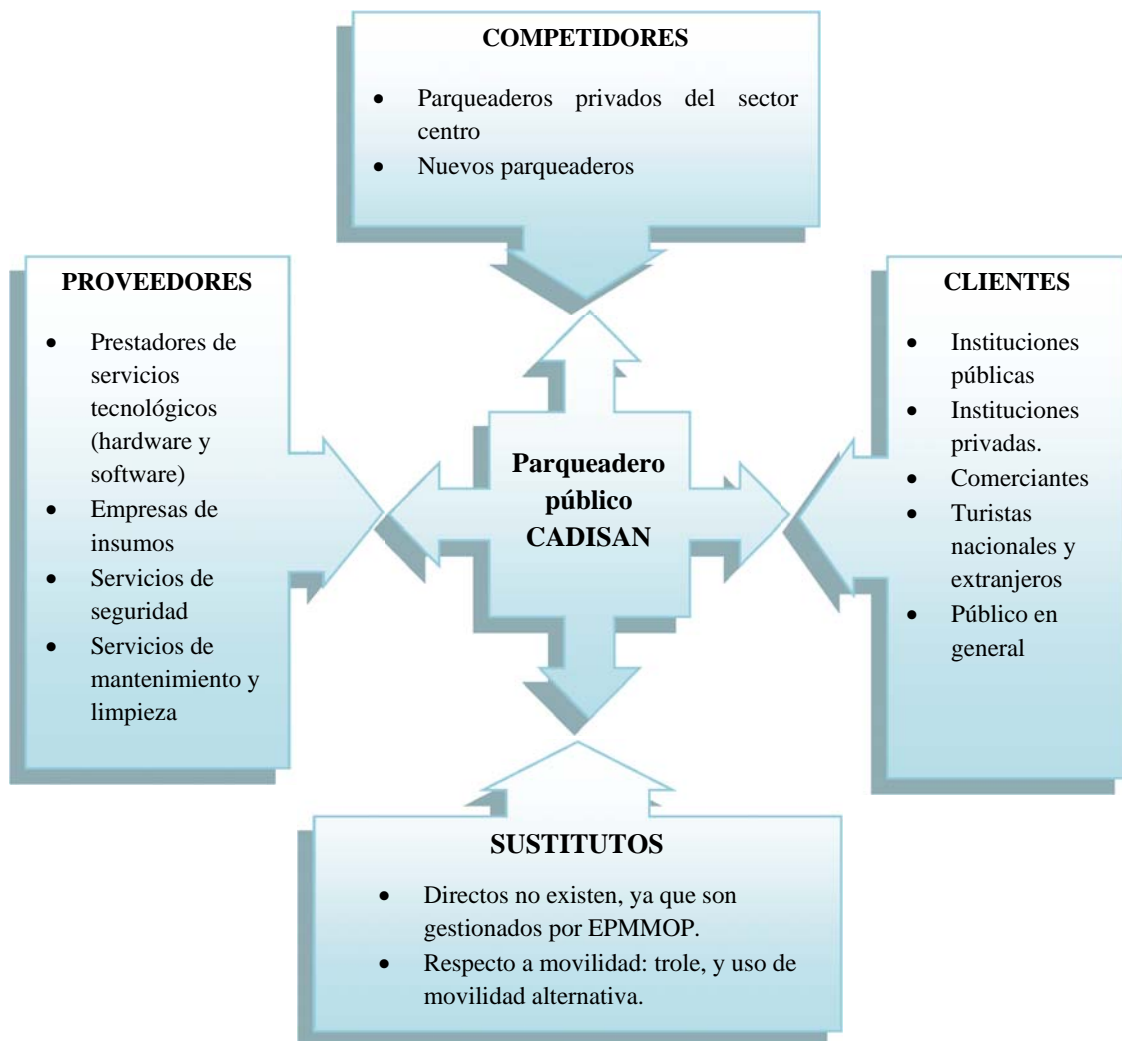 COMPETIDORES
• Parqueaderos privados del sector
centro
• Nuevos parqueaderos
PROVEEDORES
• Prestadores de
servicios
tecnológicos
(hardware y
software)
• Empresas de
insumos
• Servicios de
seguridad
• Servicios de
mantenimiento y
limpieza
Parqueadero
público
CADISAN
CLIENTES
• Instituciones
públicas
• Instituciones
privadas.
• Comerciantes
• Turistas
nacionales y
extranjeros
• Público en
general
SUSTITUTOS
• Directos no existen, ya que son
gestionados por EPMMOP.
• Respecto a movilidad: trole, y uso de
movilidad alternativa.